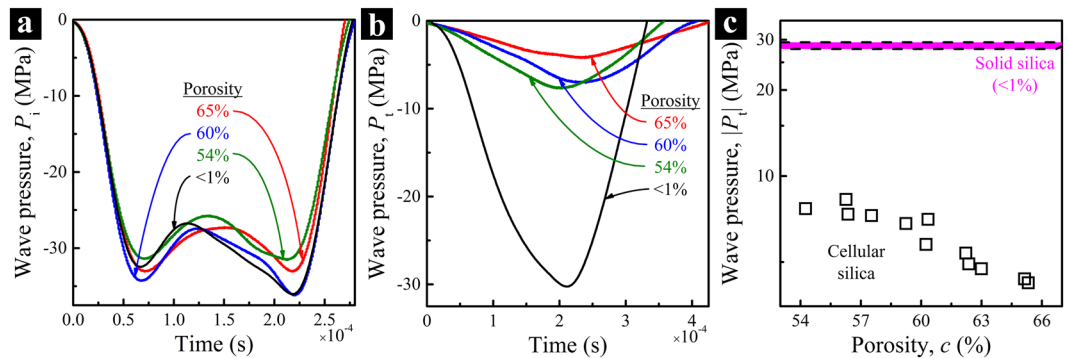 a
Wave pressure, Pi (MPa)
0
-10
-20
-30
Porosity
65%
60%
54%
<1%
0.0
0.5
1.0
1.5
2.0
2.5
×10-4
Time (s)
b
Wave pressure, Pt (MPa)
0
-10
-20
-30
Porosity
65%
60%
54%
<1%
0
1
2
3
4
×10-4
Time (s)
c
Wave pressure, |Pt| (MPa)
30
20
10
Solid silica
(<1%)
Cellular
silica
54
57
60
63
66
Porosity, c (%)